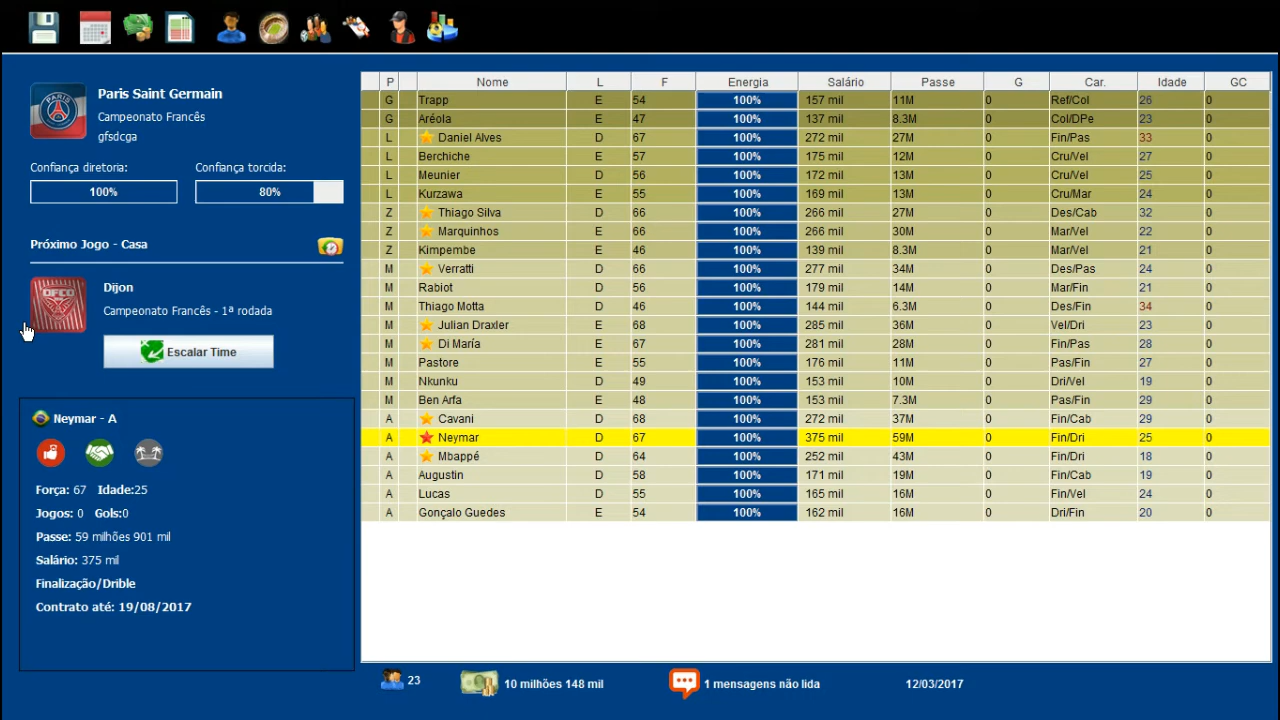 Paris Saint Germain
Campeonato Francês
gfsdcga
Confiança diretoria:
Confiança torcida:
100%
80%
Próximo Jogo - Casa
Dijon
Campeonato Francês - 1ª rodada
Escalar Time
Neymar - A
Força: 67 Idade:25
Jogos: 0 Gols:0
Passe: 59 milhões 901 mil
Salário: 375 mil
Finalização/Drible
Contrato até: 19/08/2017
P Nome L F Energia Salário Passe G Car. Idade GC
G Trapp E 54 100% 157 mil 11M 0 Ref/Col 26 0
G Aréola E 47 100% 137 mil 8.3M 0 Col/DPe 23 0
L Daniel Alves D 67 100% 272 mil 27M 0 Fin/Pas 33 0
L Berchiche E 57 100% 175 mil 12M 0 Cru/Vel 27 0
L Meunier D 56 100% 172 mil 13M 0 Cru/Vel 25 0
L Kurzawa E 55 100% 169 mil 13M 0 Cru/Mar 24 0
Z Thiago Silva D 66 100% 266 mil 27M 0 Des/Cab 32 0
Z Marquinhos E 66 100% 266 mil 30M 0 Mar/Vel 22 0
Z Kimpembe E 46 100% 139 mil 8.3M 0 Mar/Vel 21 0
M Verratti D 66 100% 277 mil 34M 0 Des/Pas 24 0
M Rabiot D 56 100% 179 mil 14M 0 Mar/Fin 21 0
M Thiago Motta D 46 100% 144 mil 6.3M 0 Des/Fin 34 0
M Julian Draxler E 68 100% 285 mil 36M 0 Vel/Dri 23 0
M Di María E 67 100% 281 mil 28M 0 Fin/Pas 28 0
M Pastore E 55 100% 176 mil 11M 0 Pas/Fin 27 0
M Nkunku D 49 100% 153 mil 10M 0 Dri/Vel 19 0
M Ben Arfa E 48 100% 153 mil 7.3M 0 Pas/Fin 29 0
A Cavani D 68 100% 272 mil 37M 0 Fin/Cab 29 0
A Neymar D 67 100% 375 mil 59M 0 Fin/Dri 25 0
A Mbappé D 64 100% 252 mil 43M 0 Fin/Dri 18 0
A Augustin D 58 100% 171 mil 19M 0 Fin/Cab 19 0
A Lucas D 55 100% 165 mil 16M 0 Fin/Vel 24 0
A Gonçalo Guedes E 54 100% 162 mil 16M 0 Dri/Fin 20 0
23 10 milhões 148 mil 1 mensagens não lida 12/03/2017
PARIS
DFCO